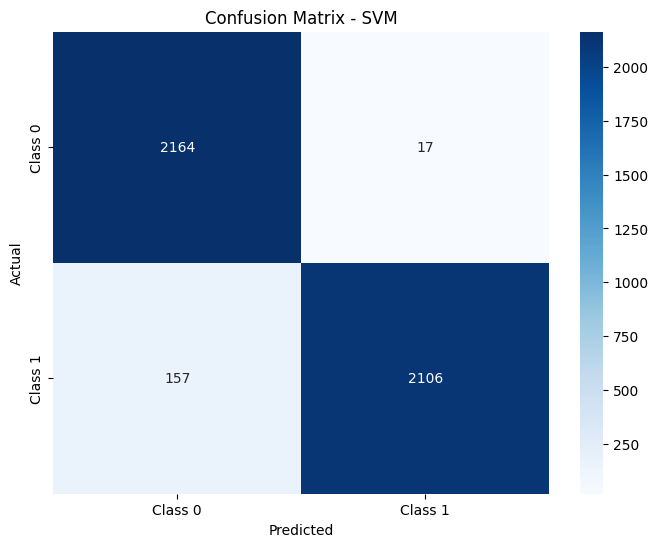 Confusion Matrix - SVM
Class 0
2164
17
Actual
Class 1
157
2106
Class 0
Class 1
Predicted
2000
1750
1500
1250
1000
750
500
250